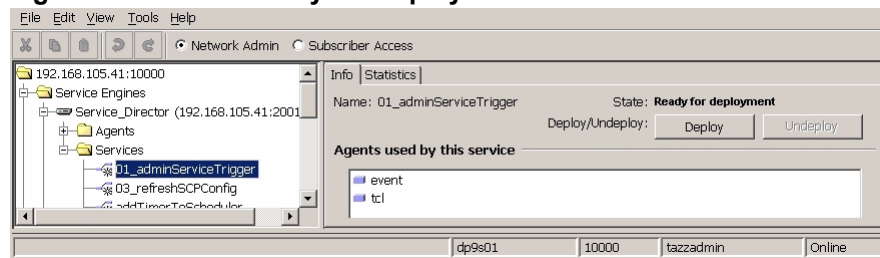 File Edit View Tools Help
Network Admin Subscriber Access
192.168.105.41:10000
Service Engines
Service_Director (192.168.105.41:2001
Agents
Services
01_adminServiceTrigger
03_refreshSCPConfig
addTimerToScheduler
Info Statistics
Name: 01_adminServiceTrigger State: Ready for deployment
Deploy/Undeploy: Deploy Undeploy
Agents used by this service
event
tcl
dp9s01 10000 tazzadmin Online